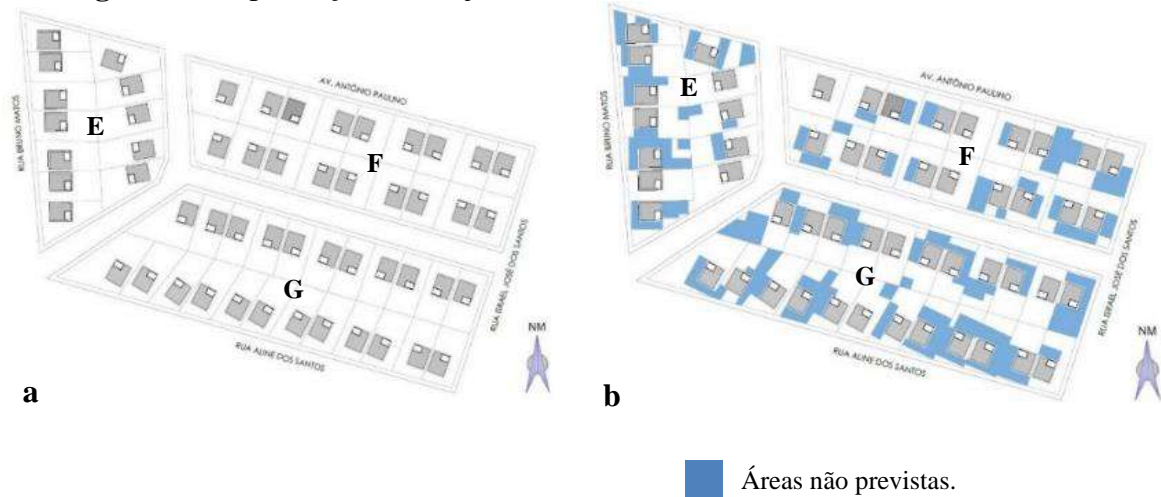 E
F
G
RUA BRUNO MATOS
AV. ANTÔNIO PAULINO
RUA ISRAEL JOSÉ DOS SANTOS
RUA ALINE DOS SANTOS
NM
a
E
F
G
RUA BRUNO MATOS
AV. ANTÔNIO PAULINO
RUA ISRAEL JOSÉ DOS SANTOS
RUA ALINE DOS SANTOS
NM
b
Áreas não previstas.